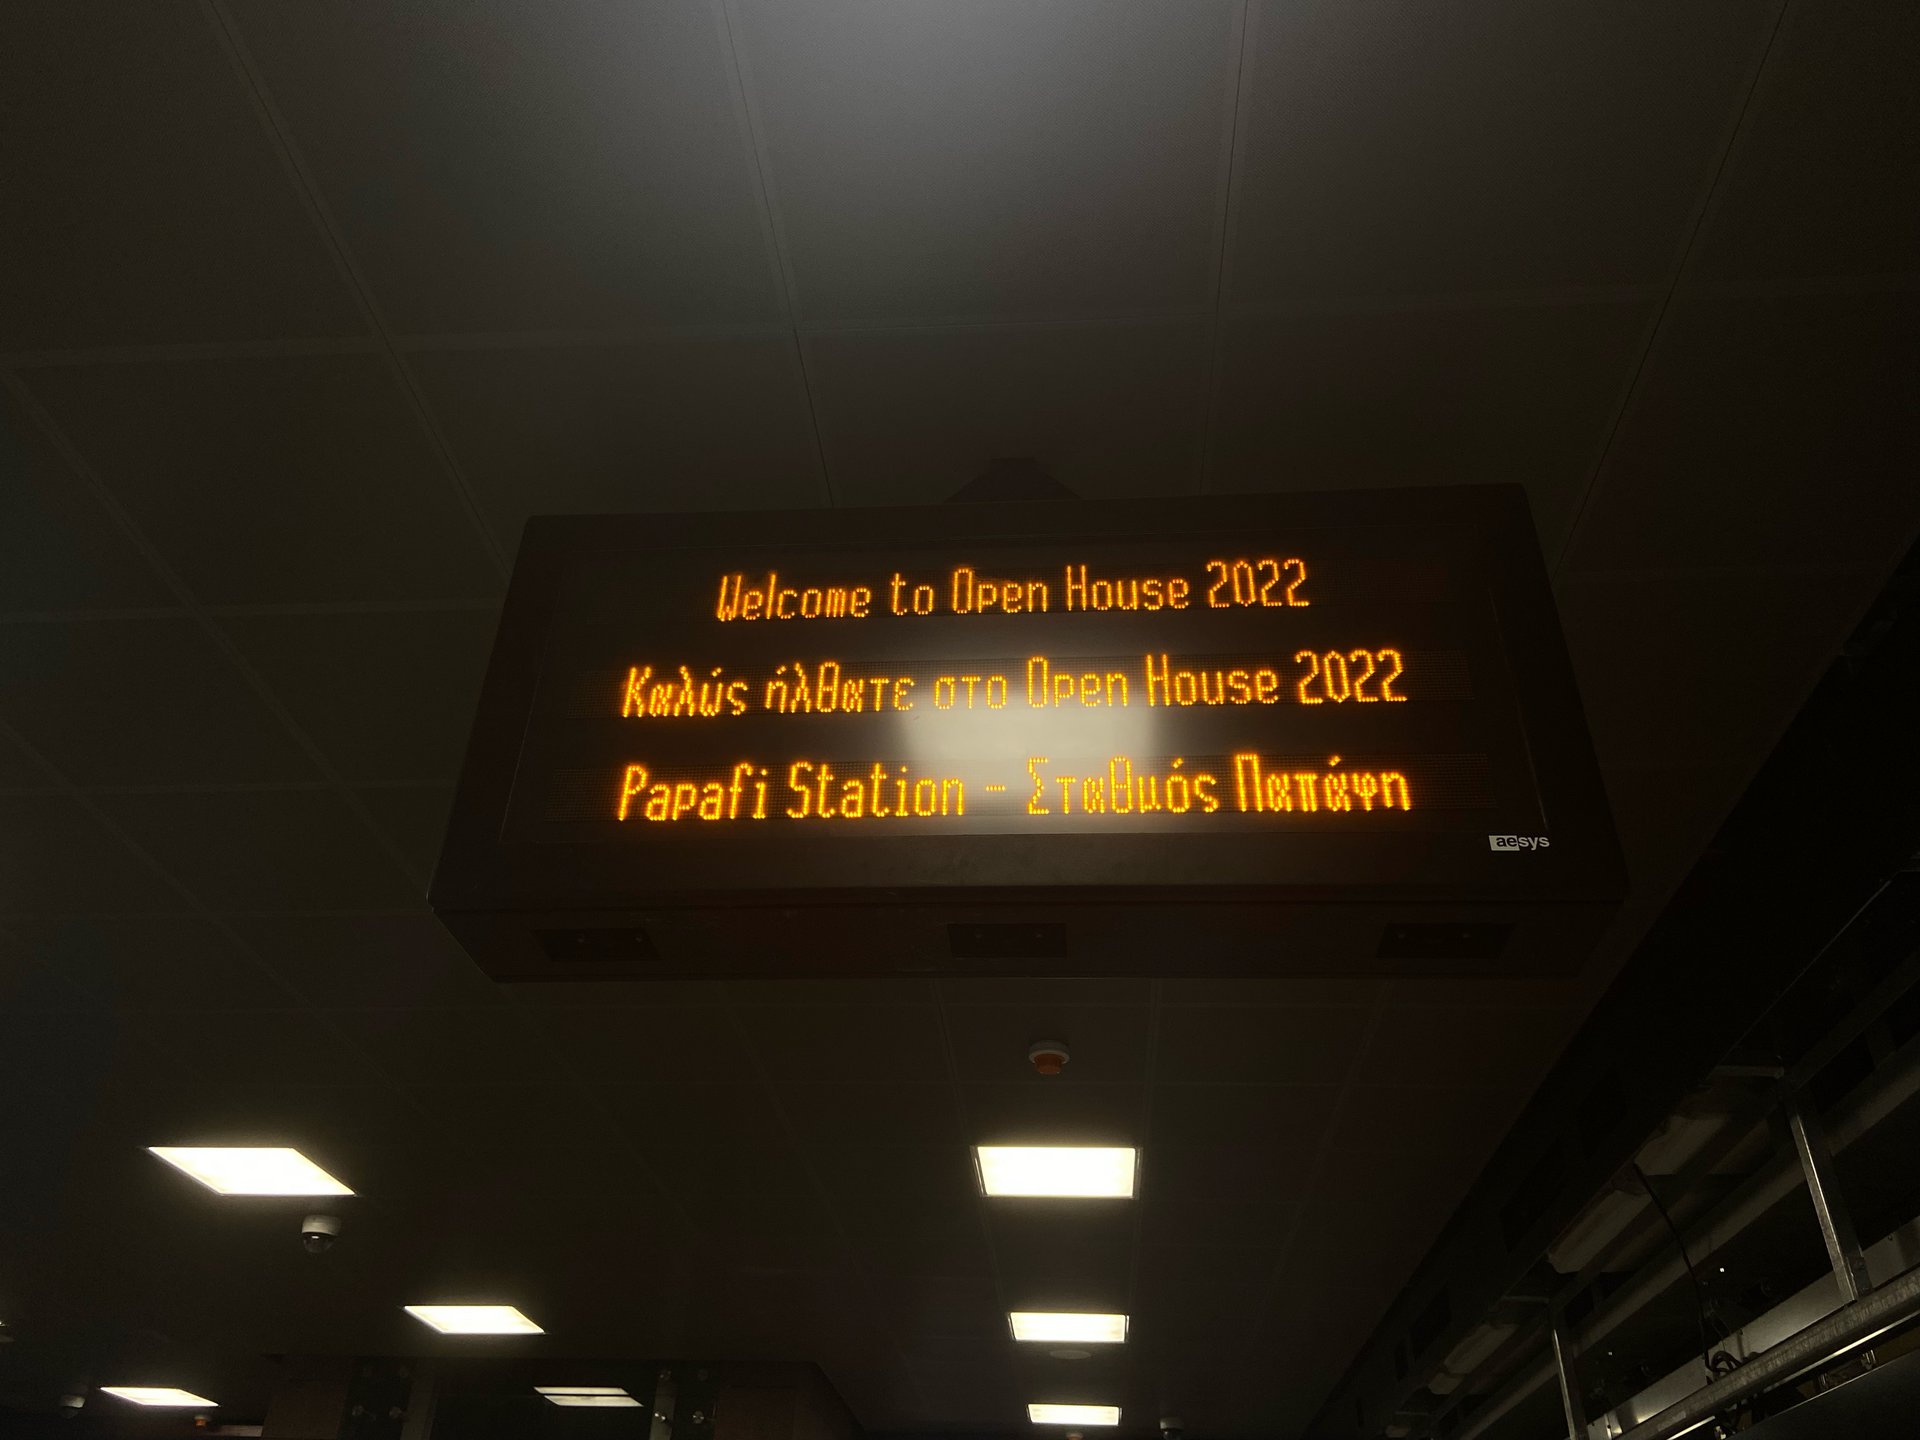 Welcome to Open House 2022
Καλώς ήλθατε στο Open House 2022
Papafi Station - Σταθμός Παπάφη
aesys